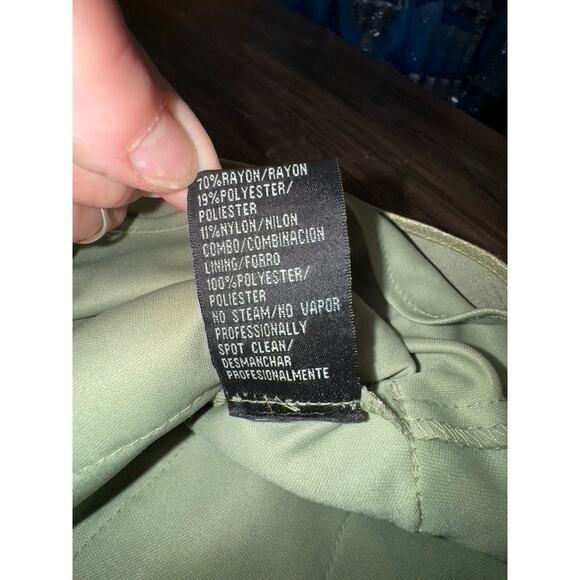 70%RAYON/RAYON
19%POLYESTER/
POLIESTER
11%NYLON/NILON
COMBO/COMBINACION
LINING/FORRO
100%POLYESTER/
POLIESTER
NO STEAM/NO VAPOR
PROFESSIONALLY
SPOT CLEAN/
DESMANCHAR
PROFESIONALMENTE